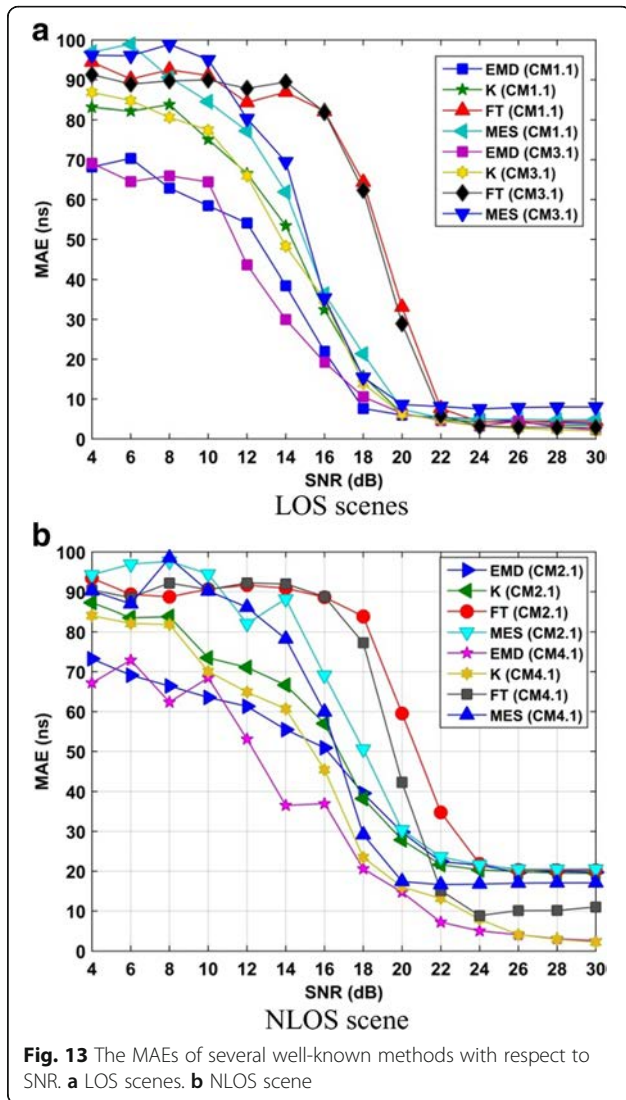 a
100
90
80
70
60
50
40
30
20
10
0
MAE (ns)
EMD (CM1.1)
K (CM1.1)
FT (CM1.1)
MES (CM1.1)
EMD (CM3.1)
K (CM3.1)
FT (CM3.1)
MES (CM3.1)
4 6 8 10 12 14 16 18 20 22 24 26 28 30
SNR (dB)
LOS scenes
b
100
90
80
70
60
50
40
30
20
10
0
MAE (ns)
EMD (CM2.1)
K (CM2.1)
FT (CM2.1)
MES (CM2.1)
EMD (CM4.1)
K (CM4.1)
FT (CM4.1)
MES (CM4.1)
4 6 8 10 12 14 16 18 20 22 24 26 28 30
SNR (dB)
NLOS scene
Fig. 13 The MAEs of several well-known methods with respect to
SNR. a LOS scenes. b NLOS scene